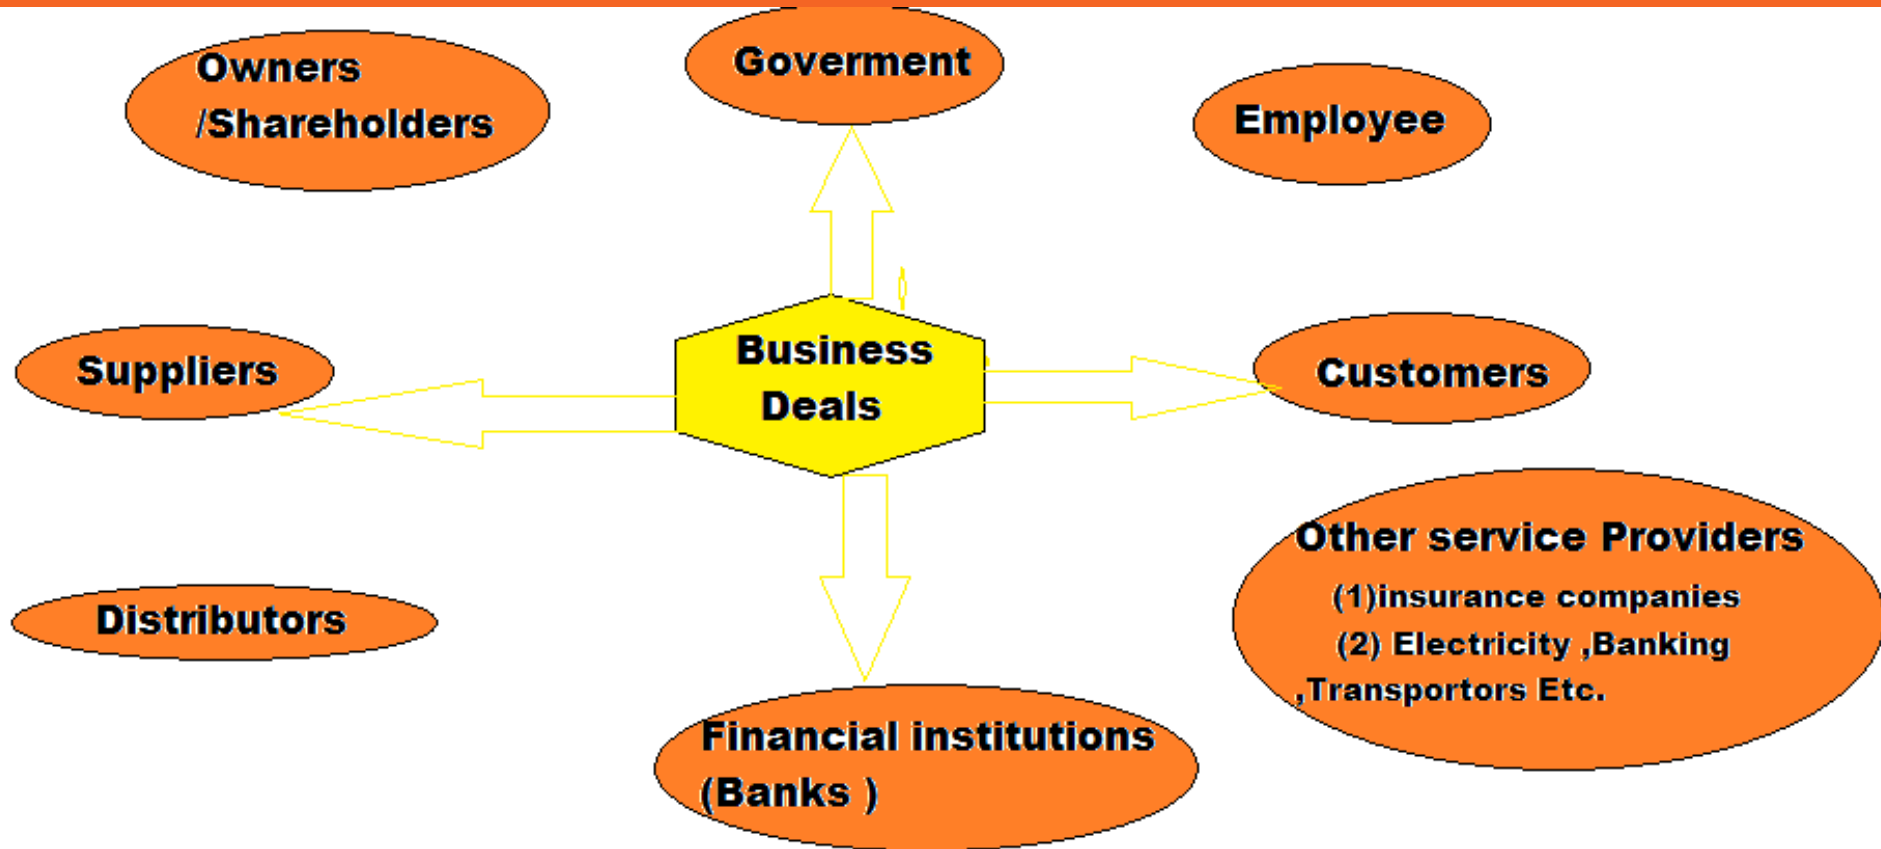 Owners
/Shareholders
Goverment
Employee
Suppliers
Business
Deals
Customers
Distributors
Other service Providers
(1)insurance companies
(2) Electricity ,Banking
,Transportors Etc.
Financial institutions
(Banks )